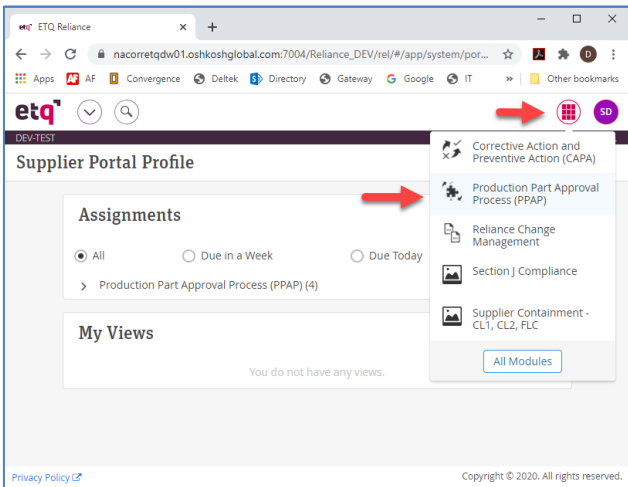 etq ETQ Reliance
nacorretqdw01.oshkoshglobal.com:7004/Reliance_DEV/rel/#/app/system/por...
D
Apps
AF AF
Convergence
Deltek
Directory
Gateway
G Google
IT
»
Other bookmarks
etq
SD
DEV-TEST
Supplier Portal Profile
Corrective Action and
Preventive Action (CAPA)
Production Part Approval
Process (PPAP)
Reliance Change
Management
Section J Compliance
Supplier Containment -
CL1, CL2, FLC
All Modules
Assignments
All
Due in a Week
Due Today
Production Part Approval Process (PPAP) (4)
My Views
You do not have any views.
Privacy Policy
Copyright © 2020. All rights reserved.